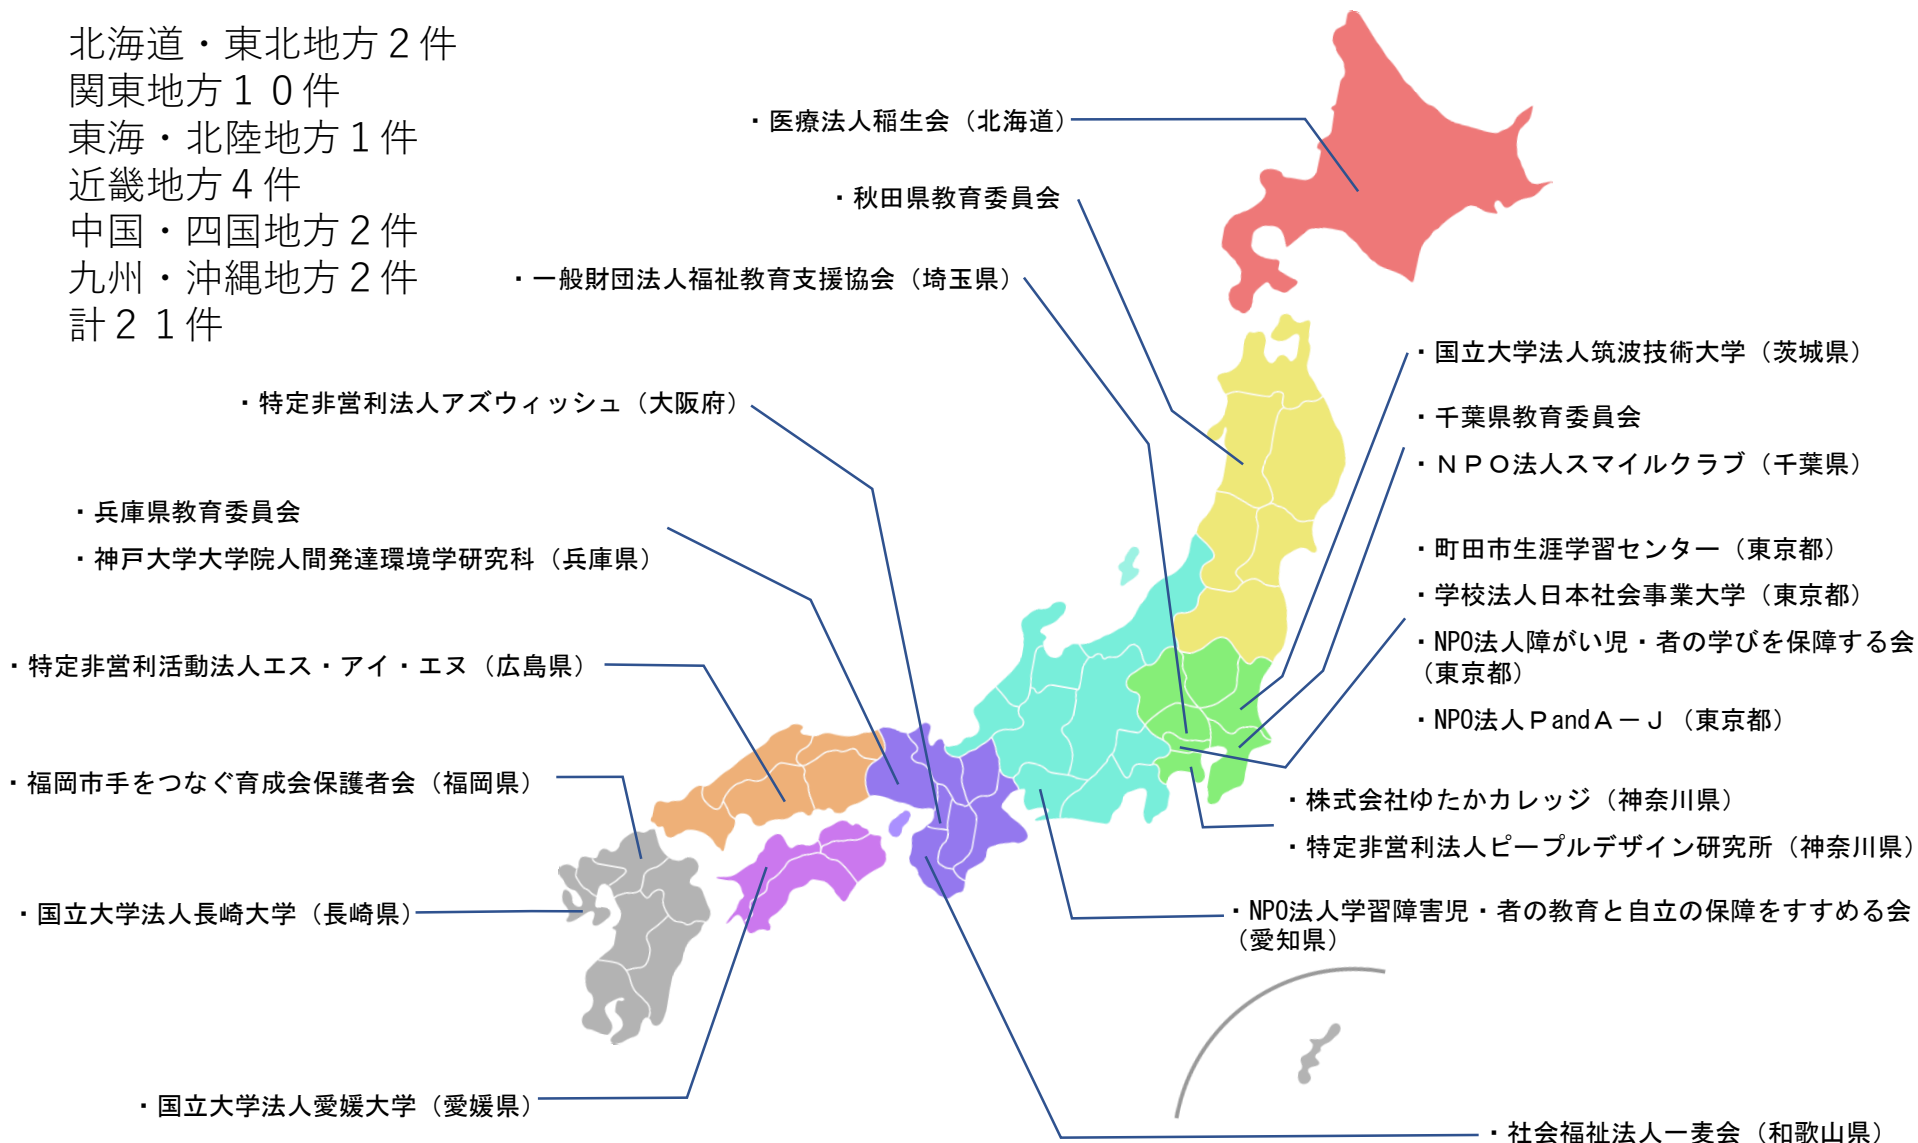 北海道・東北地方２件
関東地方１０件
東海・北陸地方１件
近畿地方４件
中国・四国地方２件
九州・沖縄地方２件
計２１件
・医療法人稲生会（北海道）
・秋田県教育委員会
・一般財団法人福祉教育支援協会（埼玉県）
・国立大学法人筑波技術大学（茨城県）
・千葉県教育委員会
・ＮＰＯ法人スマイルクラブ（千葉県）
・特定非営利法人アズウィッシュ（大阪府）
・兵庫県教育委員会
・神戸大学大学院人間発達環境学研究科（兵庫県）
・町田市生涯学習センター（東京都）
・学校法人日本社会事業大学（東京都）
・NPO法人障がい児・者の学びを保障する会
（東京都）
・NPO法人ＰandＡ－Ｊ（東京都）
・特定非営利活動法人エス・アイ・エヌ（広島県）
・福岡市手をつなぐ育成会保護者会（福岡県）
・株式会社ゆたかカレッジ（神奈川県）
・特定非営利法人ピープルデザイン研究所（神奈川県）
・国立大学法人長崎大学（長崎県）
・NPO法人学習障害児・者の教育と自立の保障をすすめる会
（愛知県）
・国立大学法人愛媛大学（愛媛県）
・社会福祉法人一麦会（和歌山県）